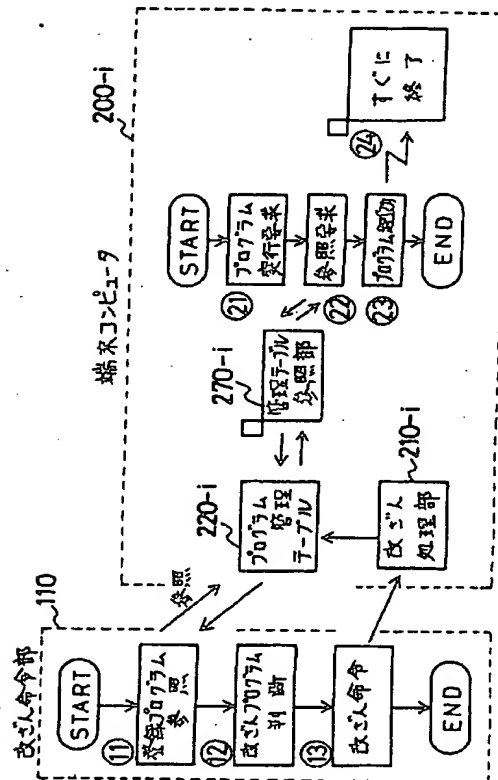 改ざん命令部
110
START
⑪
登録プログラム
参照
⑫
改ざんプログラム
判断
⑬
改ざん命令
END
参照
端末コンピュータ
200-i
220-i
プログラム
管理
テーブル
270-i
管理テーブル
参照部
210-i
改ざん
処理部
START
㉑
プログラム
実行要求
㉒
参照要求
㉓
プログラム起動
END
㉔
すぐに
終了